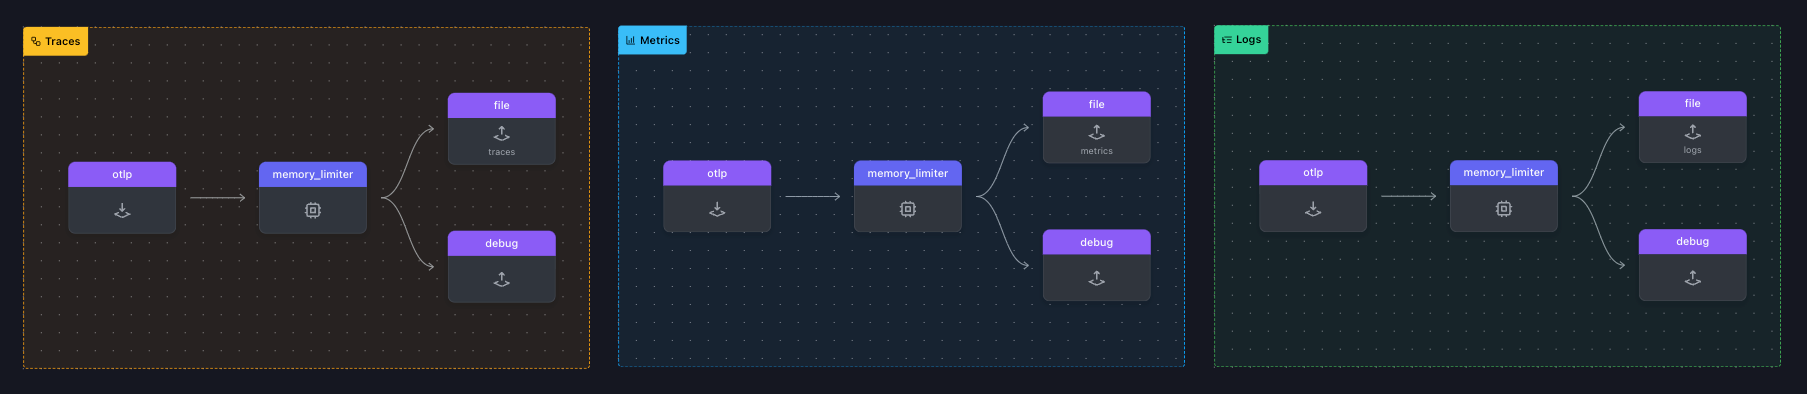 Traces
otlp
memory_limiter
file
traces
debug
Metrics
otlp
memory_limiter
file
metrics
debug
Logs
otlp
memory_limiter
file
logs
debug